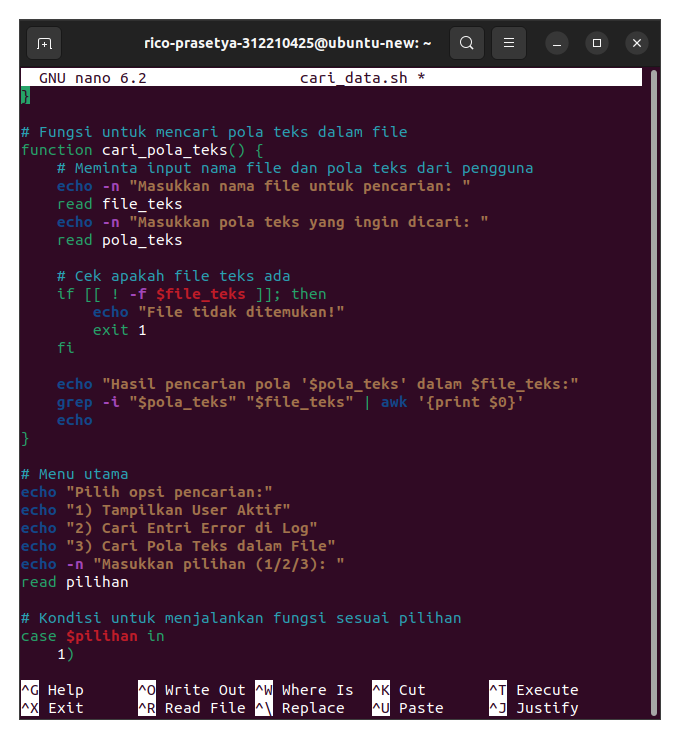 rico-prasetya-312210425@ubuntu-new: ~
GNU nano 6.2 cari_data.sh *
}
# Fungsi untuk mencari pola teks dalam file
function cari_pola_teks() {
    # Meminta input nama file dan pola teks dari pengguna
    echo -n "Masukkan nama file untuk pencarian: "
    read file_teks
    echo -n "Masukkan pola teks yang ingin dicari: "
    read pola_teks
    # Cek apakah file teks ada
    if [[ ! -f $file_teks ]]; then
        echo "File tidak ditemukan!"
        exit 1
    fi
    echo "Hasil pencarian pola '$pola_teks' dalam $file_teks:"
    grep -i "$pola_teks" "$file_teks" | awk '{print $0}'
    echo
}
# Menu utama
echo "Pilih opsi pencarian:"
echo "1) Tampilkan User Aktif"
echo "2) Cari Entri Error di Log"
echo "3) Cari Pola Teks dalam File"
echo -n "Masukkan pilihan (1/2/3): "
read pilihan
# Kondisi untuk menjalankan fungsi sesuai pilihan
case $pilihan in
    1)
^G Help ^O Write Out ^W Where Is ^K Cut ^T Execute
^X Exit ^R Read File ^\ Replace ^U Paste ^J Justify